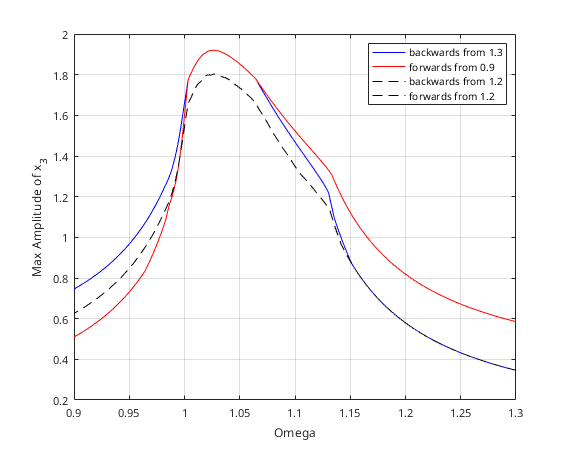 2
1.8
1.6
1.4
1.2
1
0.8
0.6
0.4
0.2
Max Amplitude of x3
backwards from 1.3
forwards from 0.9
backwards from 1.2
forwards from 1.2
0.9 0.95 1 1.05 1.1 1.15 1.2 1.25 1.3
Omega